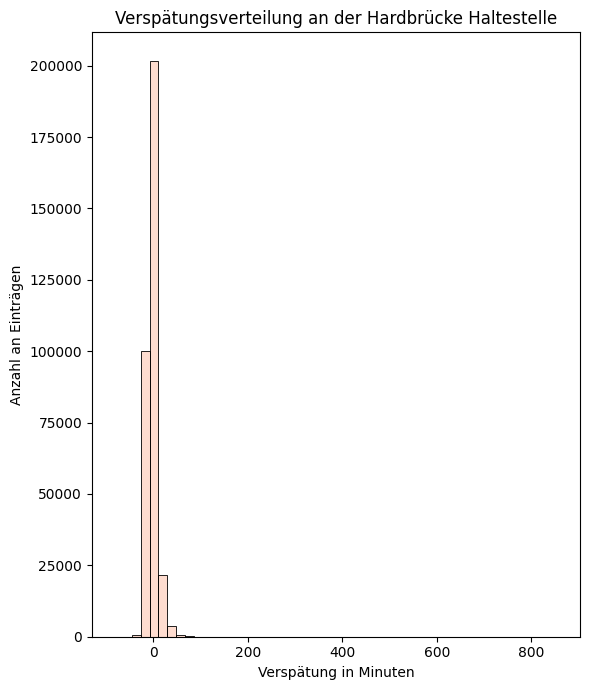 Verspätungsverteilung an der Hardbrücke Haltestelle
200000
175000
150000
125000
100000
75000
50000
25000
0
Anzahl an Einträgen
0 200 400 600 800
Verspätung in Minuten